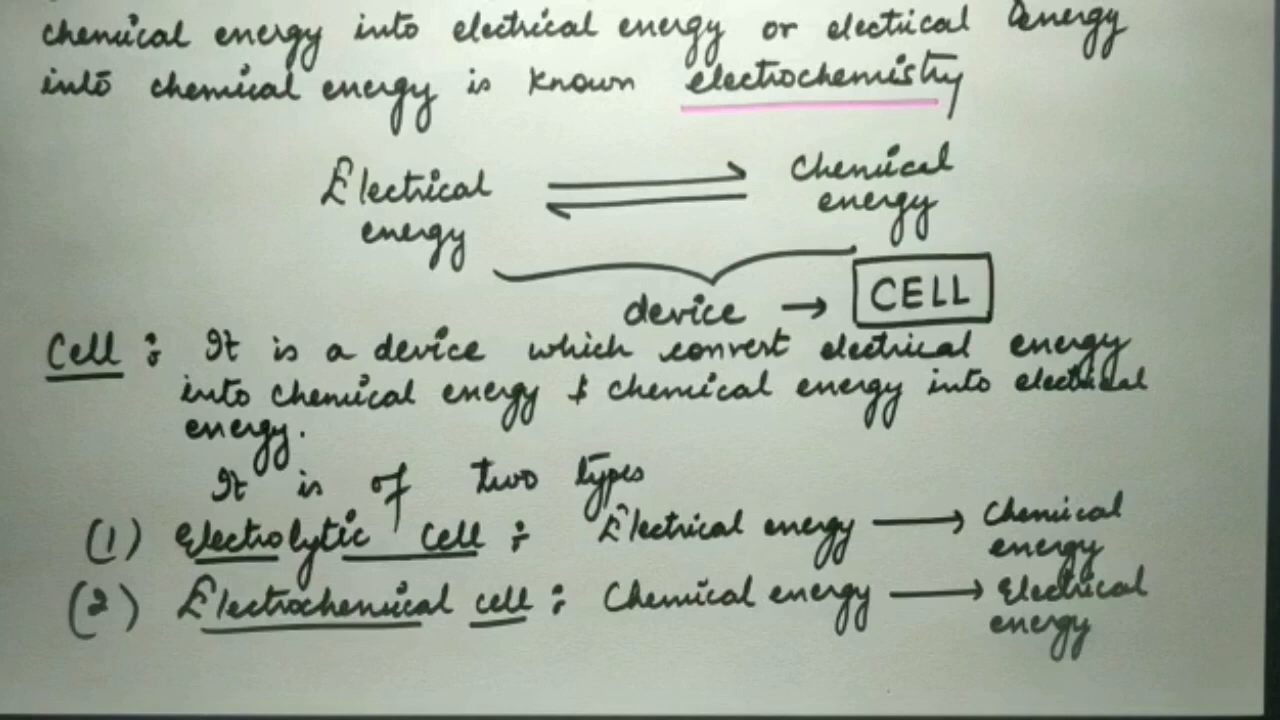 chemical energy into electrical energy or electrical energy
into chemical energy is known electrochemistry
Electrical energy ⇌ Chemical energy
device → CELL
Cell : It is a device which convert electrical energy
into chemical energy & chemical energy into electrical
energy.
It is of two types
(1) Electrolytic cell : Electrical energy → Chemical energy
(2) Electrochemical cell : Chemical energy → Electrical energy